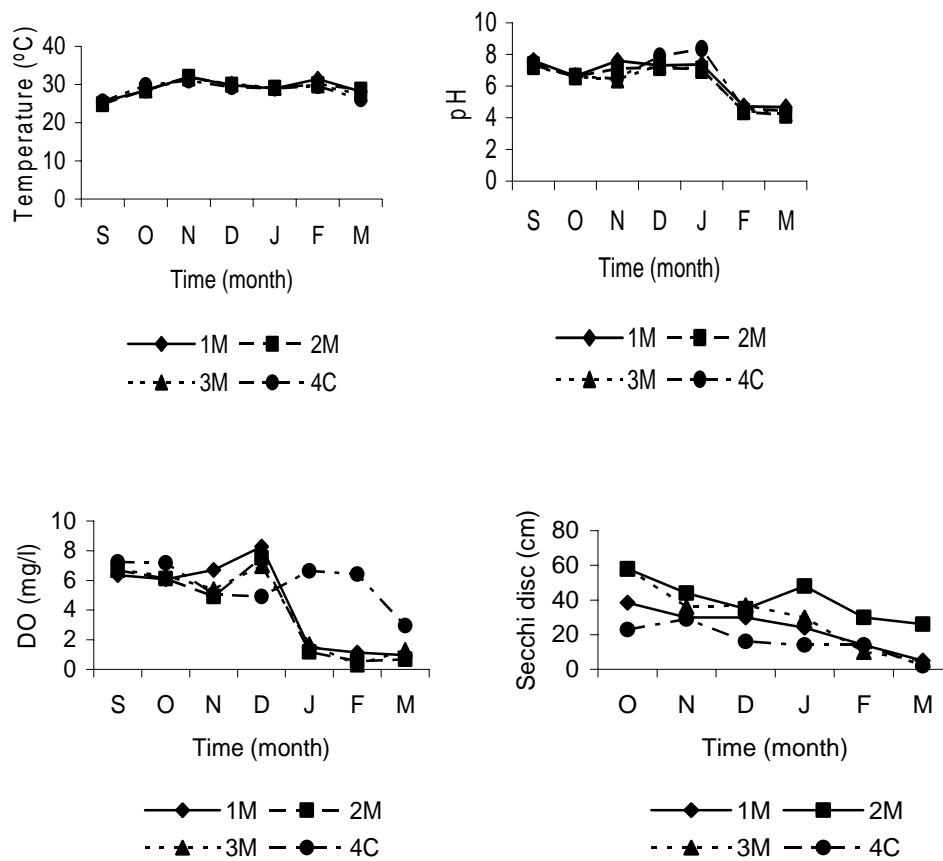 Temperature (ºC)
40
30
20
10
0
S O N D J F M
Time (month)
1M 2M
3M 4C
pH
10
8
6
4
2
0
S O N D J F M
Time (month)
1M 2M
3M 4C
DO (mg/l)
10
8
6
4
2
0
S O N D J F M
Time (month)
1M 2M
3M 4C
Secchi disc (cm)
80
60
40
20
0
O N D J F M
Time (month)
1M 2M
3M 4C